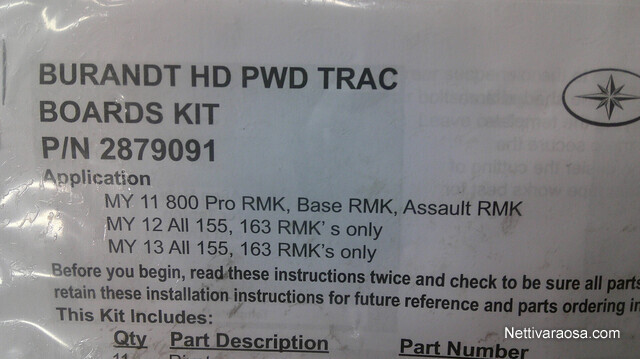 BURANDT HD PWD TRAC
BOARDS KIT
P/N 2879091
Application
MY 11 800 Pro RMK, Base RMK, Assault RMK
MY 12 All 155, 163 RMK' s only
MY 13 All 155, 163 RMK's only
Before you begin, read these instructions twice and check to be sure all parts
retain these installation instructions for future reference and parts ordering in
This Kit Includes:
Qty Part Description Part Number
11
Nettivaraosa.com